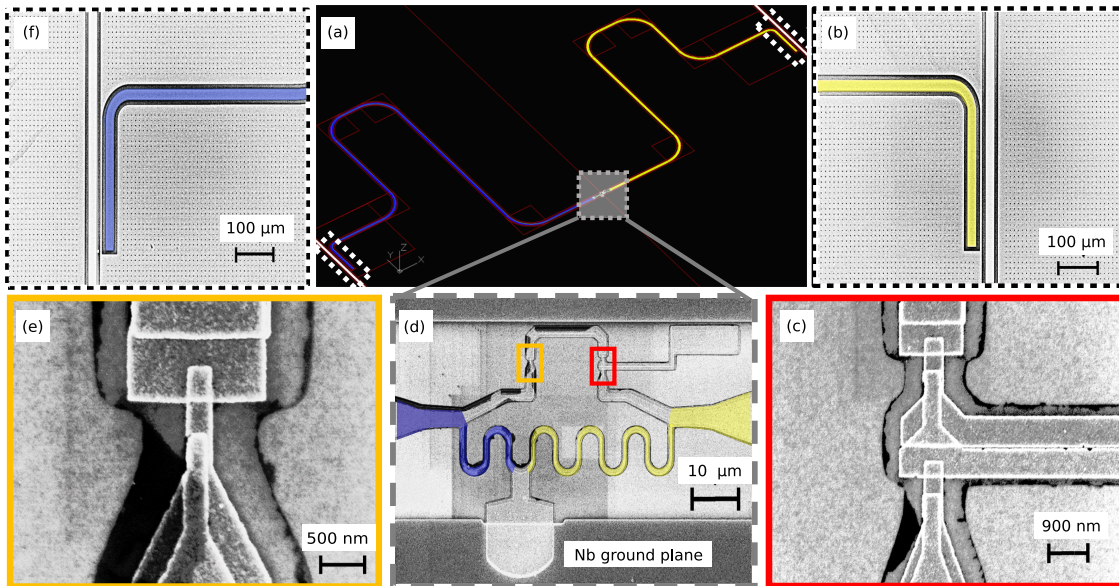 (f)
100 µm
(a)
Z
Y
X
(b)
100 µm
(e)
500 nm
(d)
10 µm
Nb ground plane
(c)
900 nm